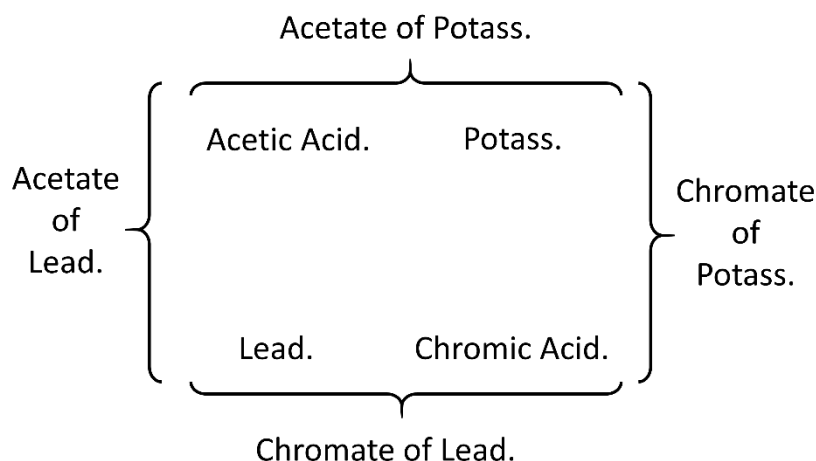 Acetate of Potass.
Acetic Acid.
Potass.
Acetate
of
Lead.
Chromate
of
Potass.
Lead.
Chromic Acid.
Chromate of Lead.